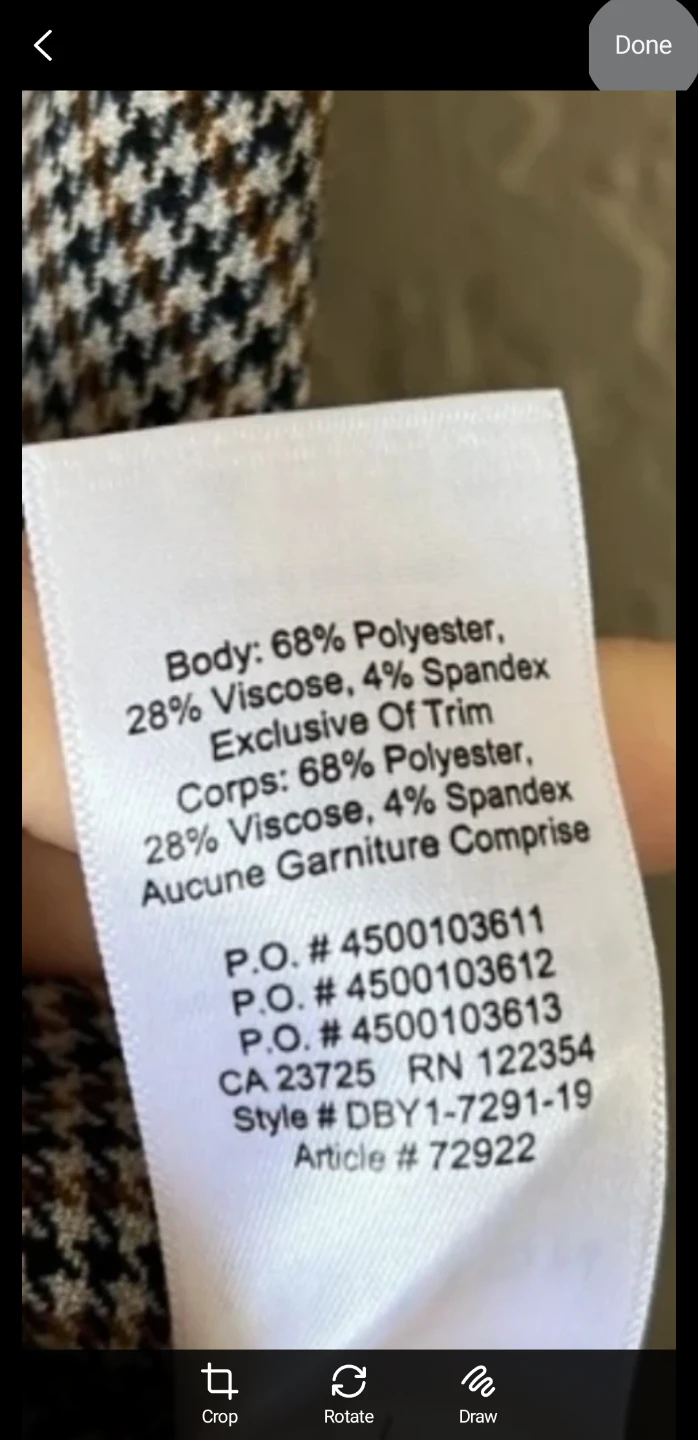 Done
Body: 68% Polyester,
28% Viscose, 4% Spandex
Exclusive Of Trim
Corps: 68% Polyester,
28% Viscose, 4% Spandex
Aucune Garniture Comprise
P.O. # 4500103611
P.O. # 4500103612
P.O. # 4500103613
CA 23725 RN 122354
Style # DBY1-7291-19
Article # 72922
Crop Rotate Draw